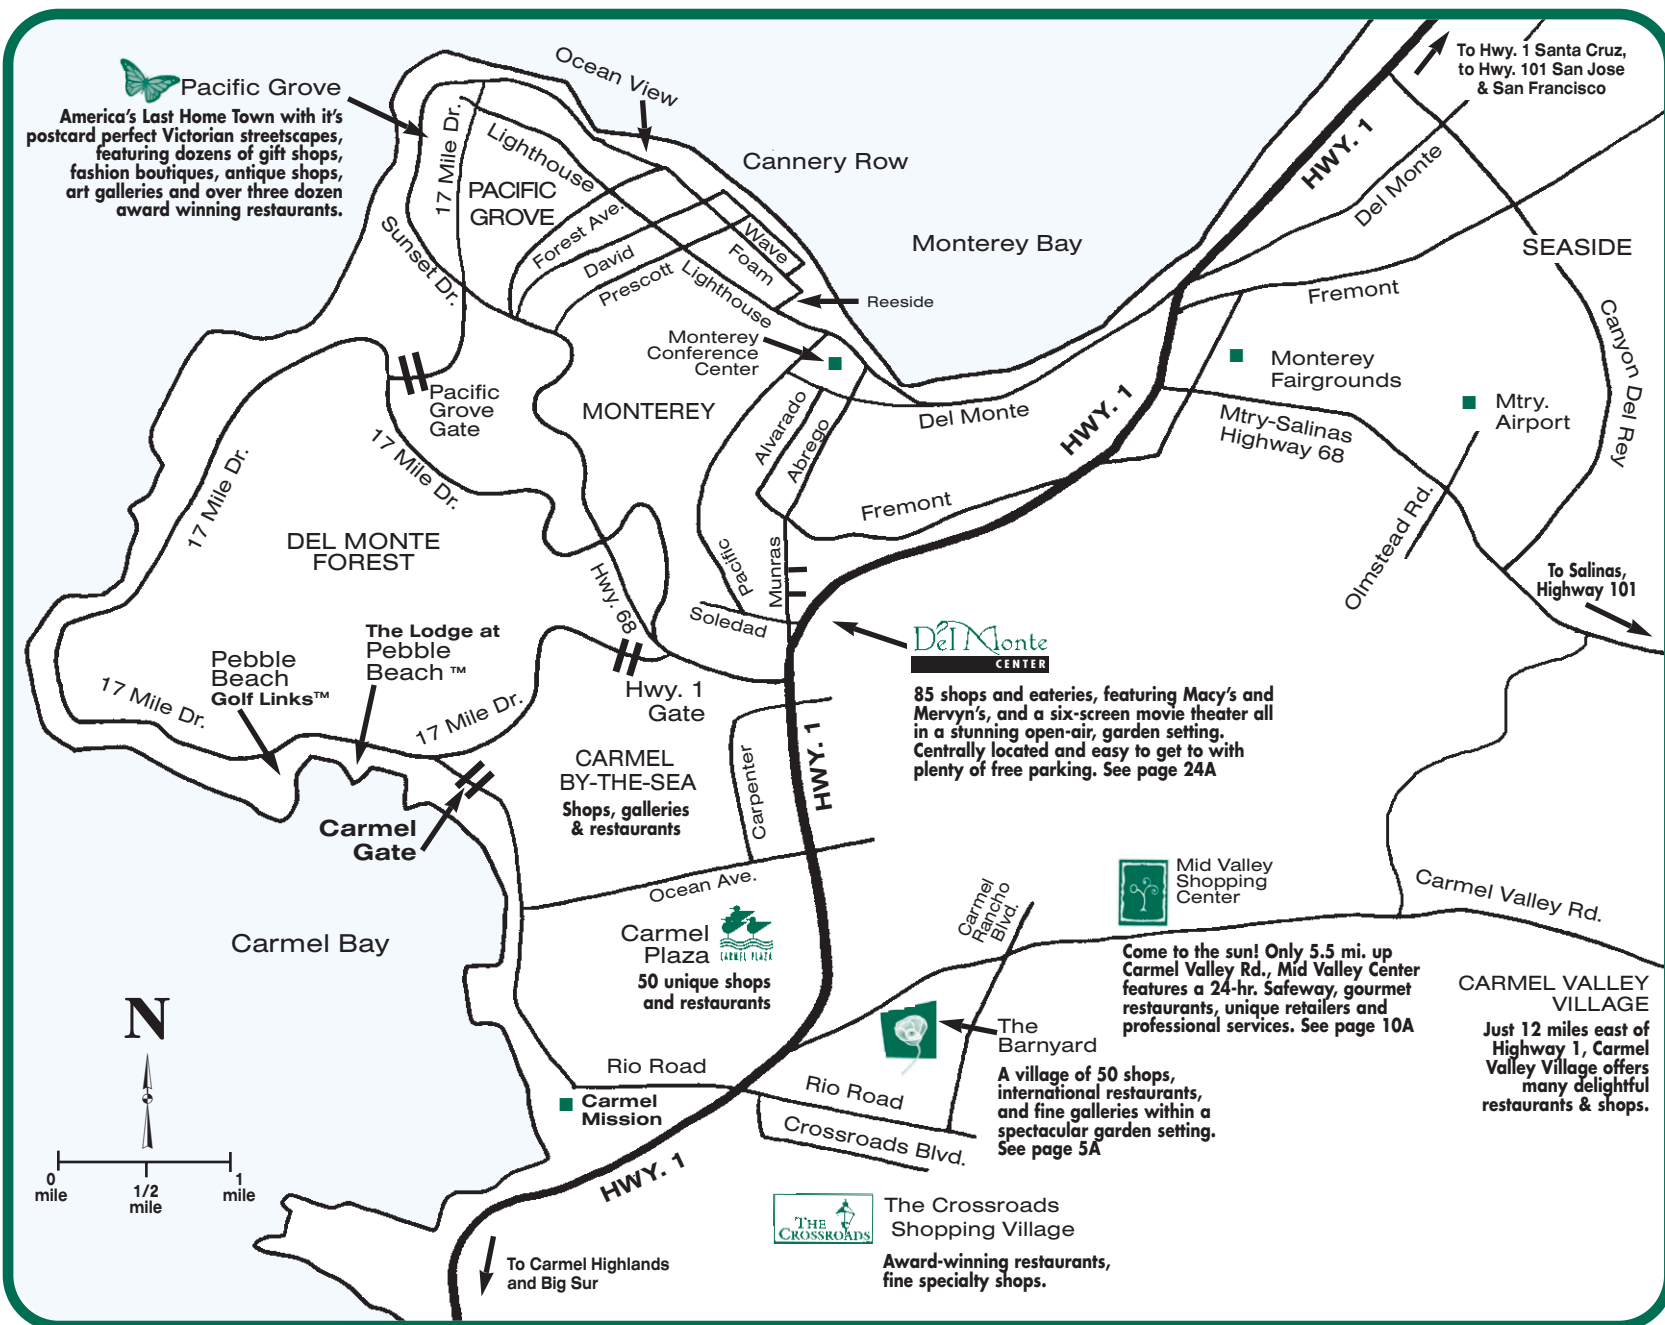 Pacific Grove
America's Last Home Town with it's
postcard perfect Victorian streetscapes,
featuring dozens of gift shops,
fashion boutiques, antique shops,
art galleries and over three dozen
award winning restaurants.
Ocean View
To Hwy. 1 Santa Cruz,
to Hwy. 101 San Jose
& San Francisco
Cannery Row
HWY. 1
17 Mile Dr.
Lighthouse
PACIFIC
GROVE
Del Monte
Monterey Bay
SEASIDE
Forest Ave.
David
Prescott
Wave
Foam
Lighthouse
Sunset Dr.
Reeside
Fremont
Canyon Del Rey
Monterey
Conference
Center
Monterey
Fairgrounds
Mtry.
Airport
Pacific
Grove
Gate
MONTEREY
Alvarado
Abrego
Del Monte
HWY. 1
Mtry-Salinas
Highway 68
17 Mile Dr.
17 Mile Dr.
Fremont
Olmstead Rd.
DEL MONTE
FOREST
Hwy. 68
Pacific
Munras
Soledad
To Salinas,
Highway 101
The Lodge at
Pebble
Beach ™
Pebble
Beach
Golf Links™
Del Monte
CENTER
85 shops and eateries, featuring Macy's and
Mervyn's, and a six-screen movie theater all
in a stunning open-air, garden setting.
Centrally located and easy to get to with
plenty of free parking. See page 24A
17 Mile Dr.
17 Mile Dr.
Hwy. 1
Gate
CARMEL
BY-THE-SEA
Shops, galleries
& restaurants
Carpenter
HWY. 1
Carmel
Gate
Ocean Ave.
Carmel
Rancho
Blvd.
Mid Valley
Shopping
Center
Carmel Valley Rd.
Carmel Bay
Carmel
Plaza
CARMEL PLAZA
50 unique shops
and restaurants
Come to the sun! Only 5.5 mi. up
Carmel Valley Rd., Mid Valley Center
features a 24-hr. Safeway, gourmet
restaurants, unique retailers and
professional services. See page 10A
CARMEL VALLEY
VILLAGE
Just 12 miles east of
Highway 1, Carmel
Valley Village offers
many delightful
restaurants & shops.
N
The
Barnyard
A village of 50 shops,
international restaurants,
and fine galleries within a
spectacular garden setting.
See page 5A
Rio Road
Rio Road
Carmel
Mission
Crossroads Blvd.
0
mile
1/2
mile
1
mile
HWY. 1
THE
CROSSROADS
The Crossroads
Shopping Village
Award-winning restaurants,
fine specialty shops.
To Carmel Highlands
and Big Sur